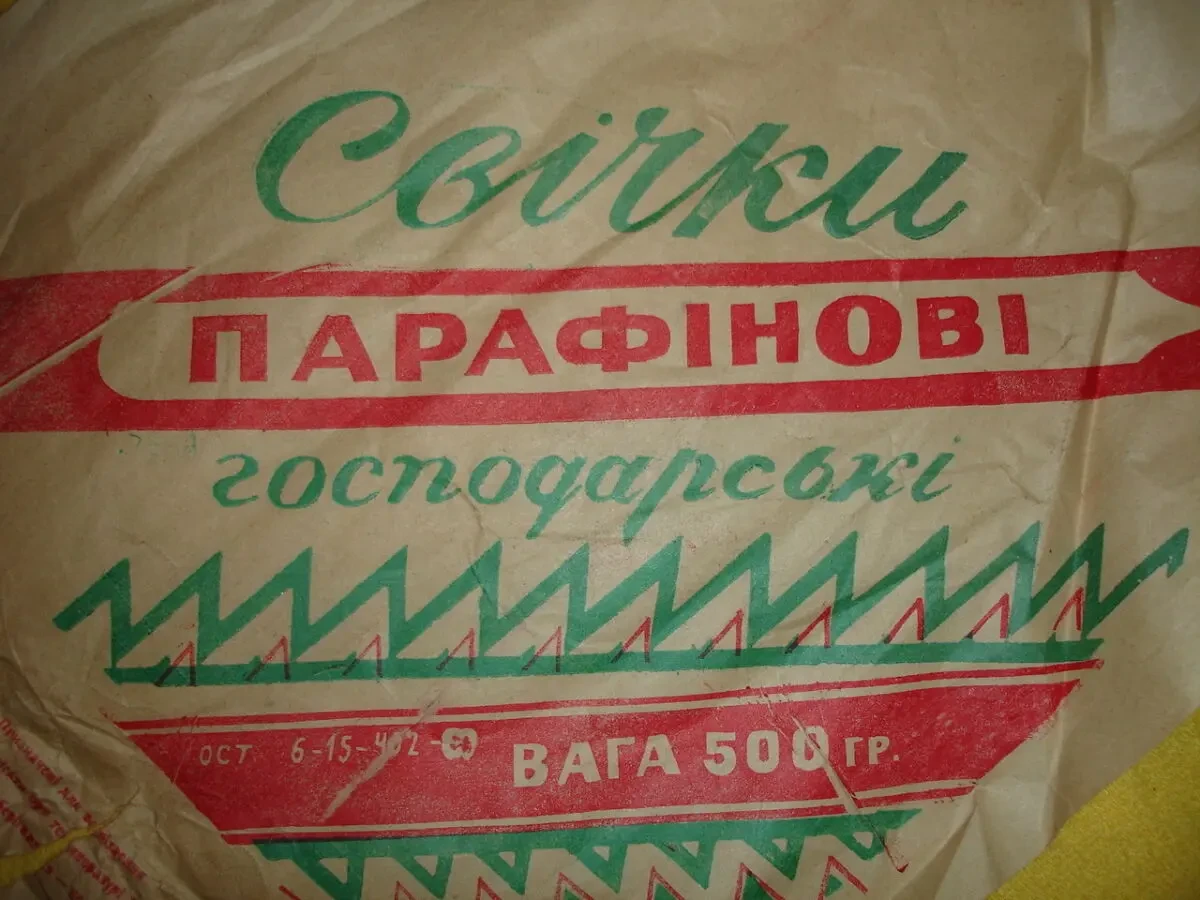 Свічки
ПАРАФІНОВІ
господарські
ОСТ 6-15-402-
ВАГА 500 ГР.